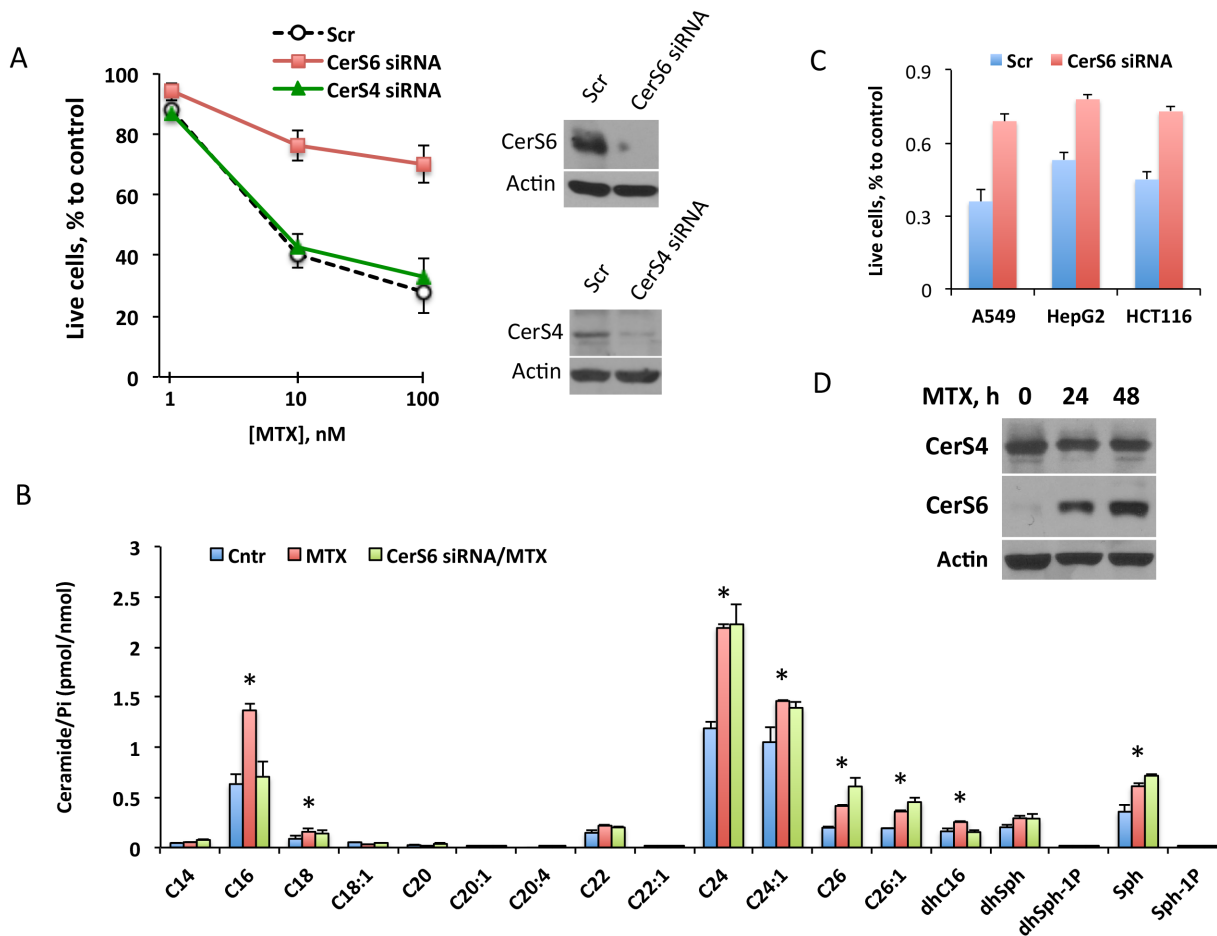 A
Scr
CerS6 siRNA
CerS4 siRNA
100
80
60
40
20
0
Live cells, % to control
1
10
100
[MTX], nM
Scr
CerS6 siRNA
CerS6
Actin
Scr
CerS4 siRNA
CerS4
Actin
C
Scr
CerS6 siRNA
0.9
0.6
0.3
0
Live cells, % to control
A549
HepG2
HCT116
D
MTX, h 0 24 48
CerS4
CerS6
Actin
B
Cntr
MTX
CerS6 siRNA/MTX
3
2.5
2
1.5
1
0.5
0
Ceramide/Pi (pmol/nmol)
*
*
*
*
*
*
*
*
C14
C16
C18
C18:1
C20
C20:1
C20:4
C22
C22:1
C24
C24:1
C26
C26:1
dhC16
dhSph
dhSph-1P
Sph
Sph-1P